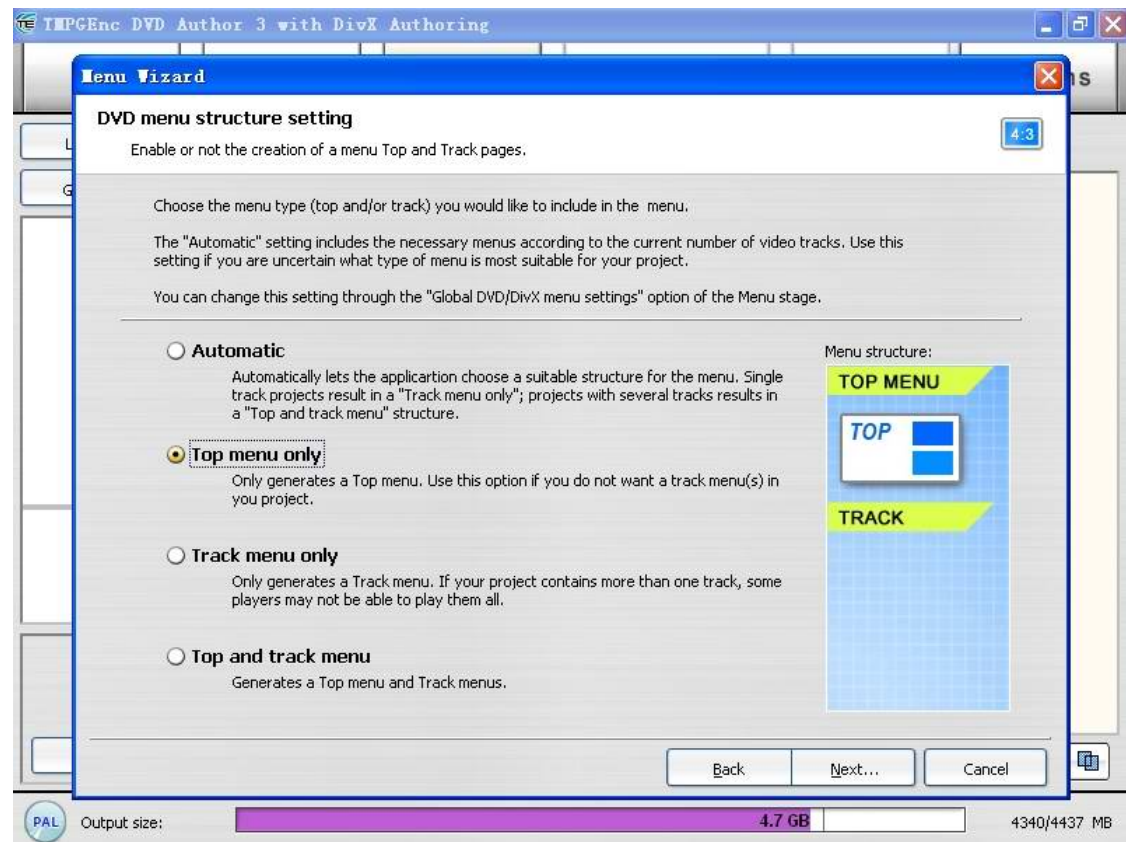 TMPGEnc DVD Author 3 with DivX Authoring
ns
Menu Wizard
DVD menu structure setting
4:3
Enable or not the creation of a menu Top and Track pages.
L
G
Choose the menu type (top and/or track) you would like to include in the menu.
The "Automatic" setting includes the necessary menus according to the current number of video tracks. Use this
setting if you are uncertain what type of menu is most suitable for your project.
You can change this setting through the "Global DVD/DivX menu settings" option of the Menu stage.
Automatic
Automatically lets the applicartion choose a suitable structure for the menu. Single
track projects result in a "Track menu only"; projects with several tracks results in
a "Top and track menu" structure.
Top menu only
Only generates a Top menu. Use this option if you do not want a track menu(s) in
you project.
Track menu only
Only generates a Track menu. If your project contains more than one track, some
players may not be able to play them all.
Top and track menu
Generates a Top menu and Track menus.
Menu structure:
TOP MENU
TOP
TRACK
Back
Next...
Cancel
PAL
Output size:
4.7 GB
4340/4437 MB